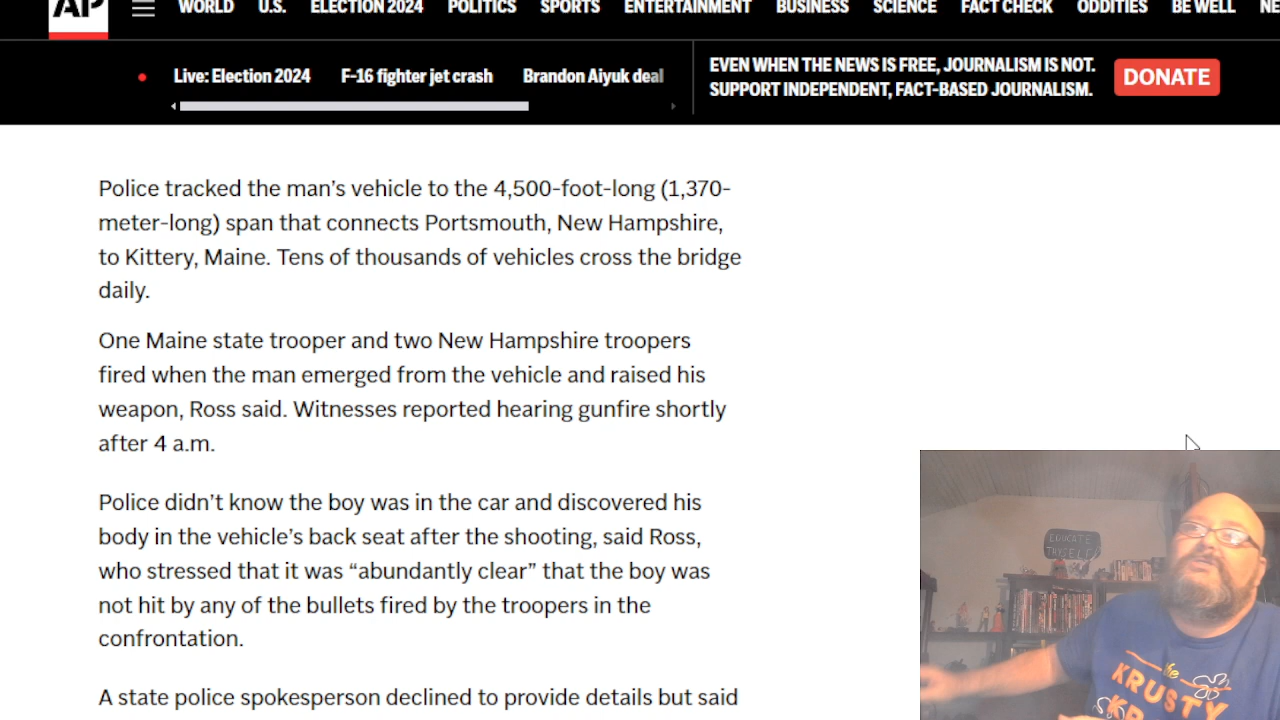 AP
WORLD U.S. ELECTION 2024 POLITICS SPORTS ENTERTAINMENT BUSINESS SCIENCE FACT CHECK ODDITIES BE WELL NE
Live: Election 2024 F-16 fighter jet crash Brandon Aiyuk deal
EVEN WHEN THE NEWS IS FREE, JOURNALISM IS NOT.
SUPPORT INDEPENDENT, FACT-BASED JOURNALISM.
DONATE
Police tracked the man’s vehicle to the 4,500-foot-long (1,370-
meter-long) span that connects Portsmouth, New Hampshire,
to Kittery, Maine. Tens of thousands of vehicles cross the bridge
daily.
One Maine state trooper and two New Hampshire troopers
fired when the man emerged from the vehicle and raised his
weapon, Ross said. Witnesses reported hearing gunfire shortly
after 4 a.m.
Police didn’t know the boy was in the car and discovered his
body in the vehicle’s back seat after the shooting, said Ross,
who stressed that it was “abundantly clear” that the boy was
not hit by any of the bullets fired by the troopers in the
confrontation.
A state police spokesperson declined to provide details but said
EDUCATE
THYSELF
the
KRUSTY
KR